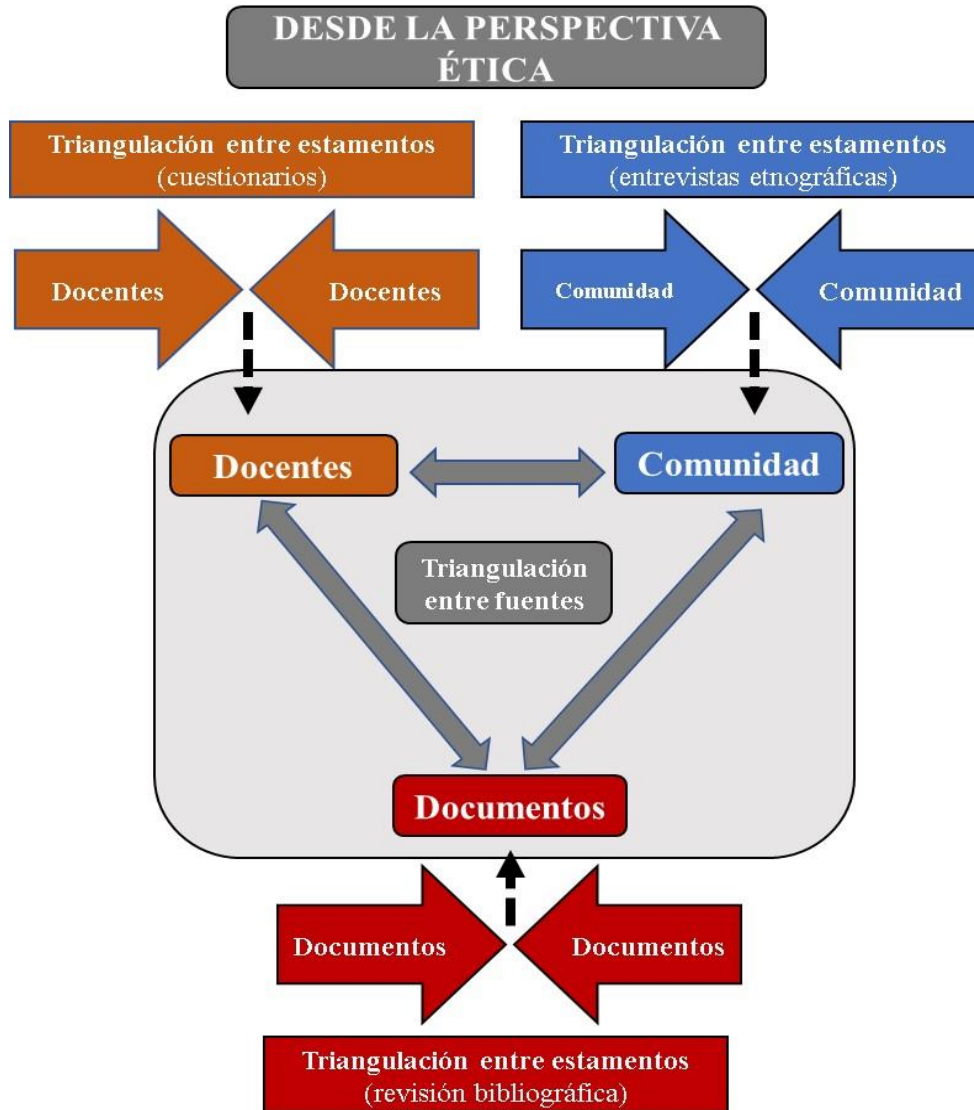 DESDE LA PERSPECTIVA
ÉTICA
Triangulación entre estamentos
(cuestionarios)
Triangulación entre estamentos
(entrevistas etnográficas)
Docentes
Docentes
Comunidad
Comunidad
Docentes
Comunidad
Triangulación
entre fuentes
Documentos
Documentos
Documentos
Triangulación entre estamentos
(revisión bibliográfica)